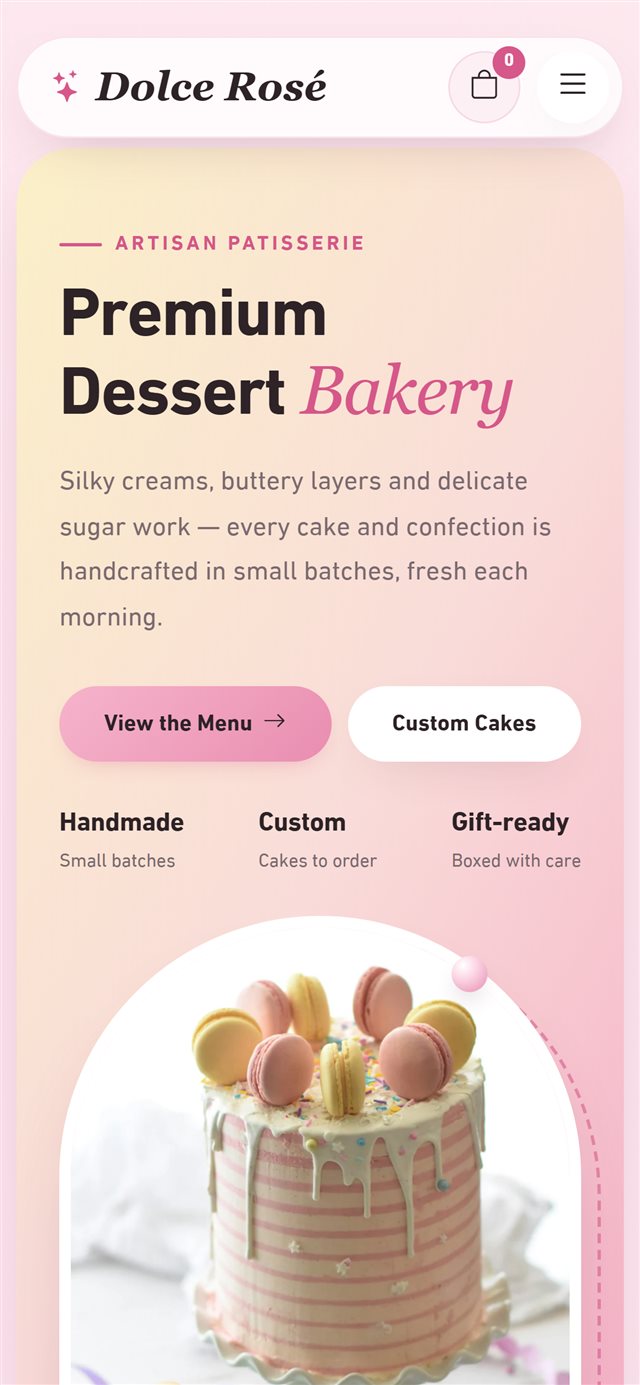 Dolce Rosé
0
ARTISAN PATISSERIE
Premium
Dessert Bakery
Silky creams, buttery layers and delicate
sugar work — every cake and confection is
handcrafted in small batches, fresh each
morning.
View the Menu →
Custom Cakes
Handmade
Small batches
Custom
Cakes to order
Gift-ready
Boxed with care